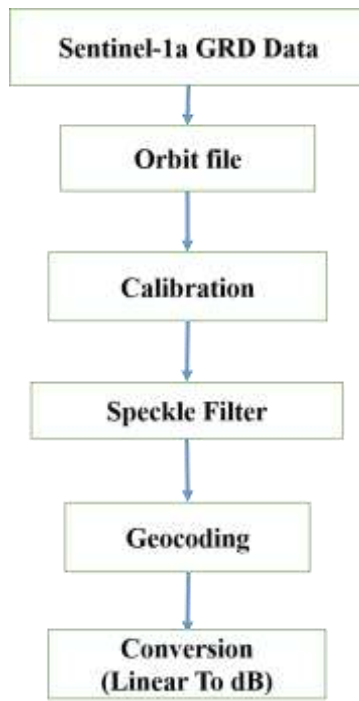 Sentinel-1a GRD Data
Orbit file
Calibration
Speckle Filter
Geocoding
Conversion
(Linear To dB)